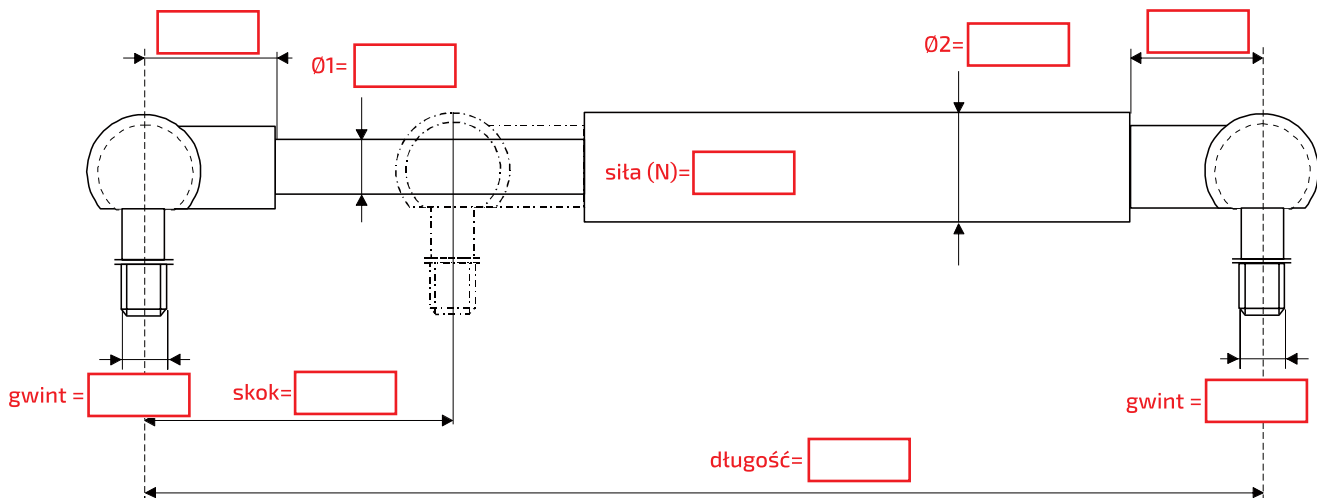 Ø1=
Ø2=
siła (N)=
gwint =
skok=
gwint =
długość=